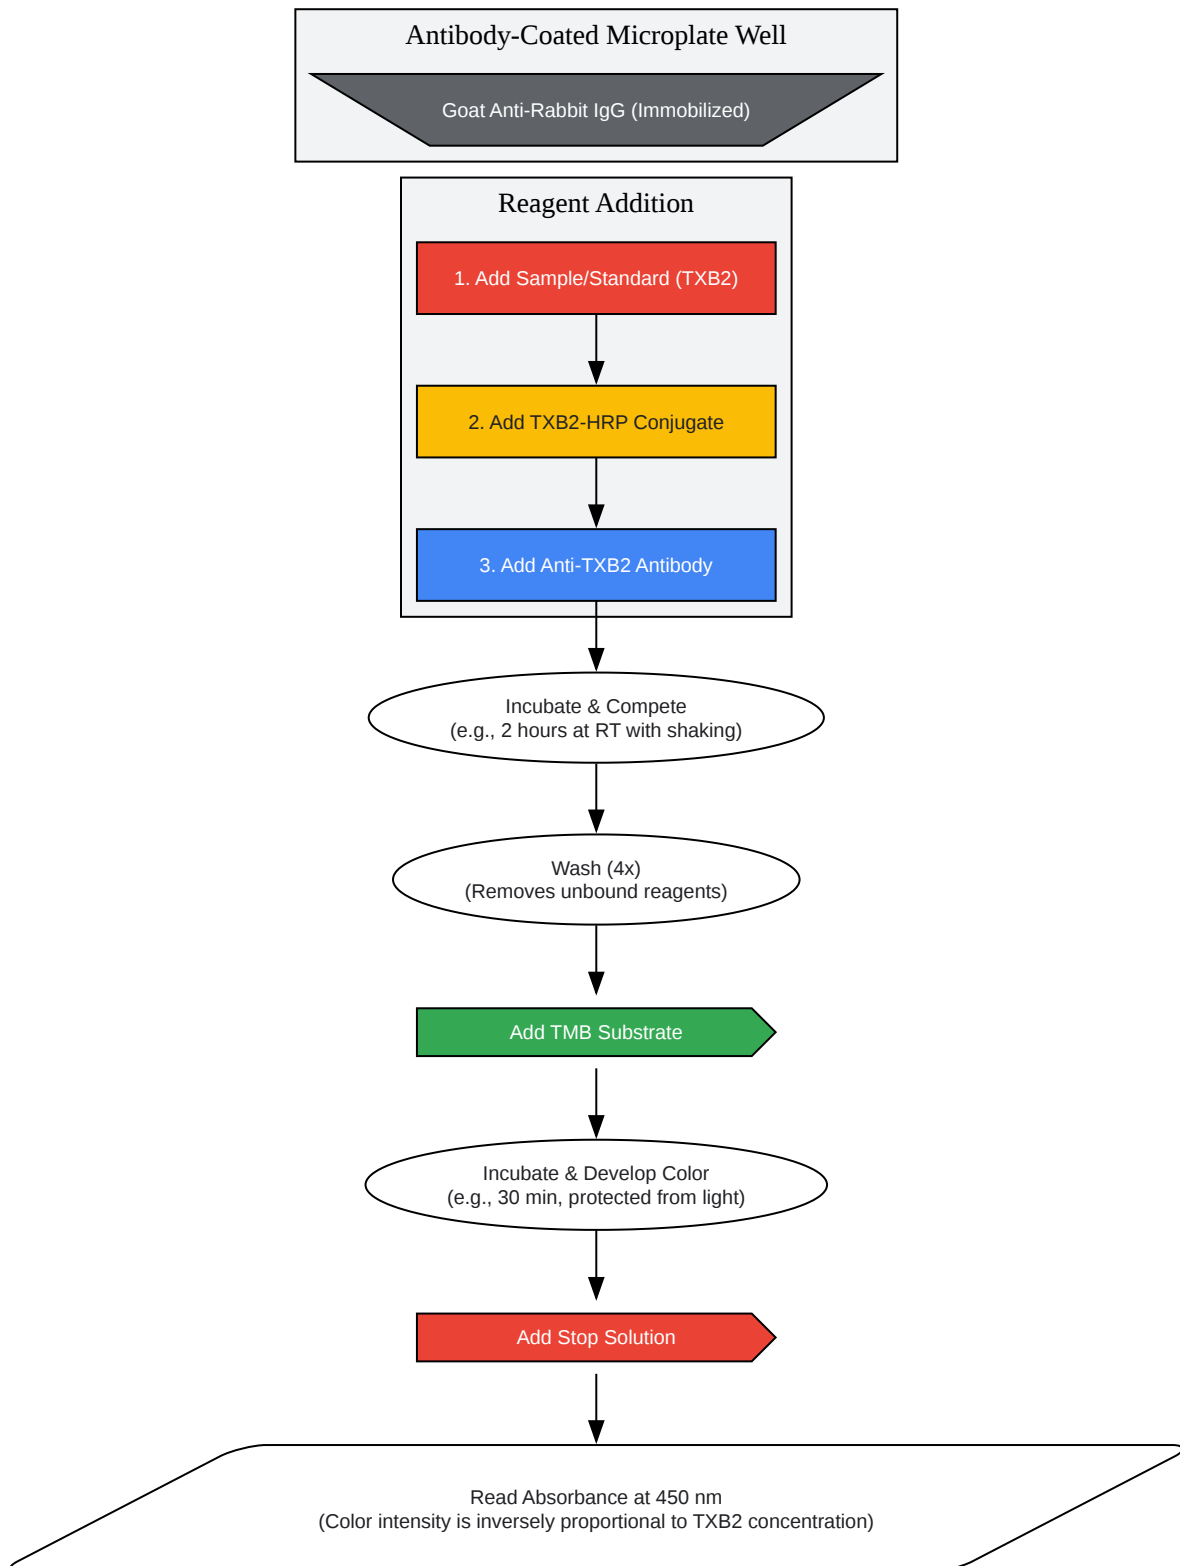 Antibody-Coated Microplate Well
Goat Anti-Rabbit IgG (Immobilized)
Reagent Addition
1. Add Sample/Standard (TXB2)
2. Add TXB2-HRP Conjugate
3. Add Anti-TXB2 Antibody
Incubate & Compete
(e.g., 2 hours at RT with shaking)
Wash (4x)
(Removes unbound reagents)
Add TMB Substrate
Incubate & Develop Color
(e.g., 30 min, protected from light)
Add Stop Solution
Read Absorbance at 450 nm
(Color intensity is inversely proportional to TXB2 concentration)